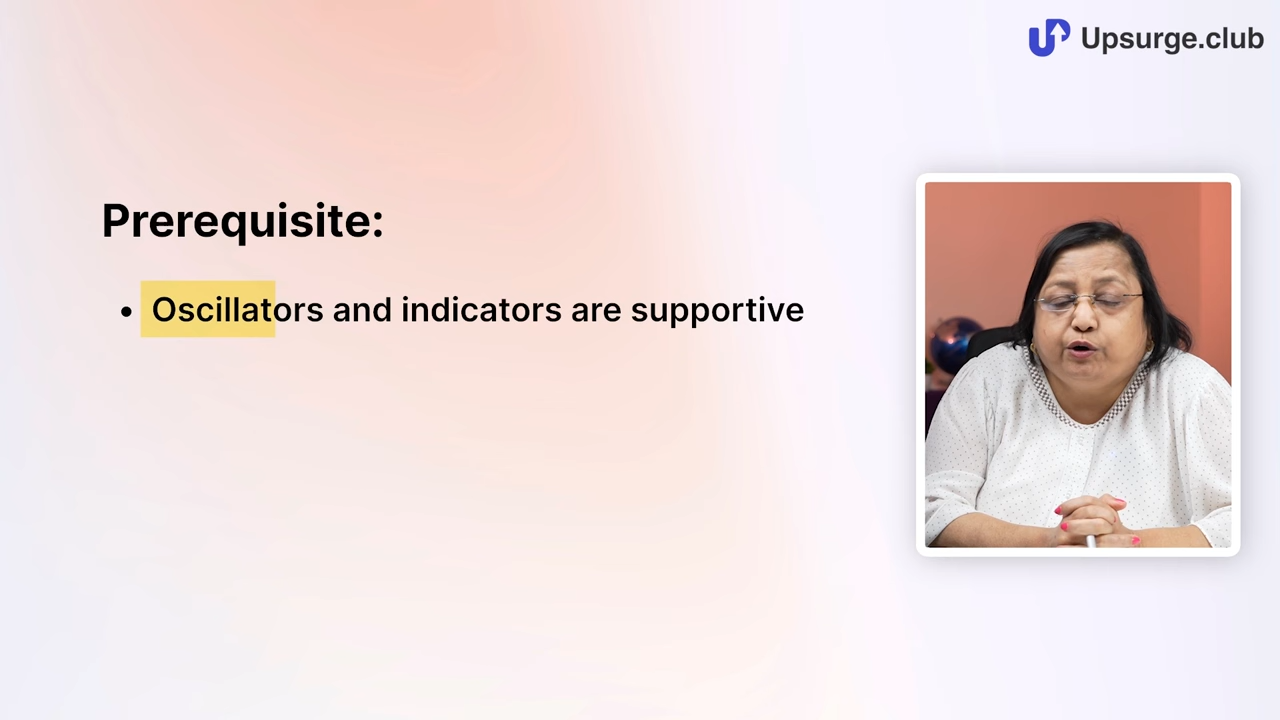 Upsurge.club
Prerequisite:
• Oscillators and indicators are supportive